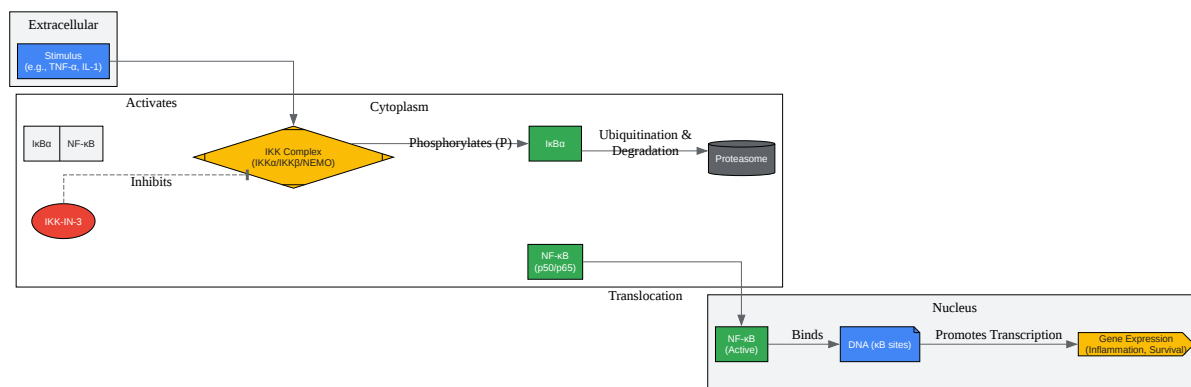 Extracellular
Stimulus
(e.g., TNF-α, IL-1)
Activates
Cytoplasm
IκBα
NF-κB
IKK Complex
(IKKα/IKKβ/NEMO)
Phosphorylates (P)
IκBα
Ubiquitination &
Degradation
Proteasome
Inhibits
IKK-IN-3
NF-κB
(p50/p65)
Translocation
Nucleus
NF-κB
(Active)
Binds
DNA (κB sites)
Promotes Transcription
Gene Expression
(Inflammation, Survival)